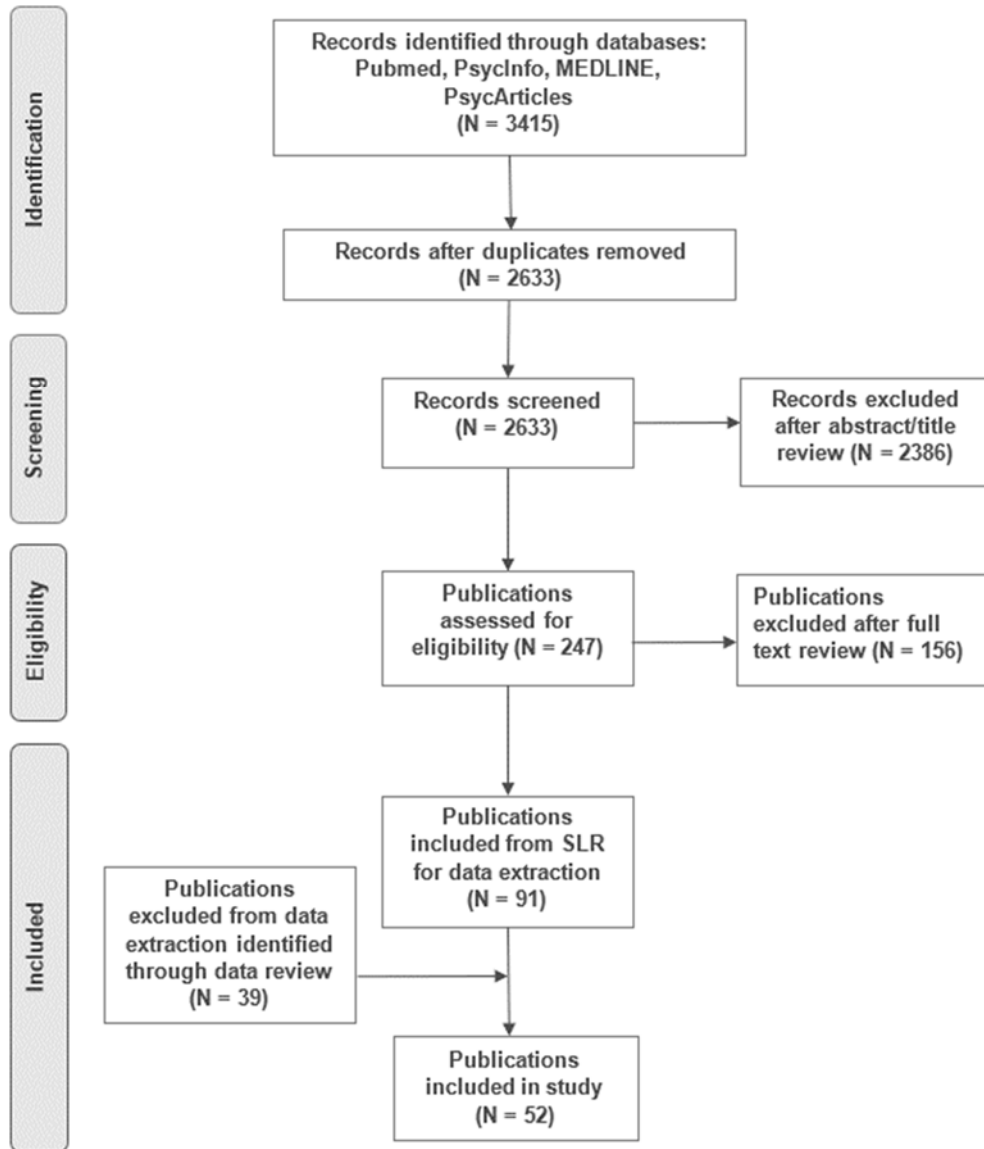 Identification
Records identified through databases:
Pubmed, PsycInfo, MEDLINE,
PsycArticles
(N = 3415)
Records after duplicates removed
(N = 2633)
Screening
Records screened
(N = 2633)
Records excluded
after abstract/title
review (N = 2386)
Eligibility
Publications
assessed for
eligibility (N = 247)
Publications
excluded after full
text review (N = 156)
Included
Publications
included from SLR
for data extraction
(N = 91)
Publications
excluded from data
extraction identified
through data review
(N = 39)
Publications
included in study
(N = 52)